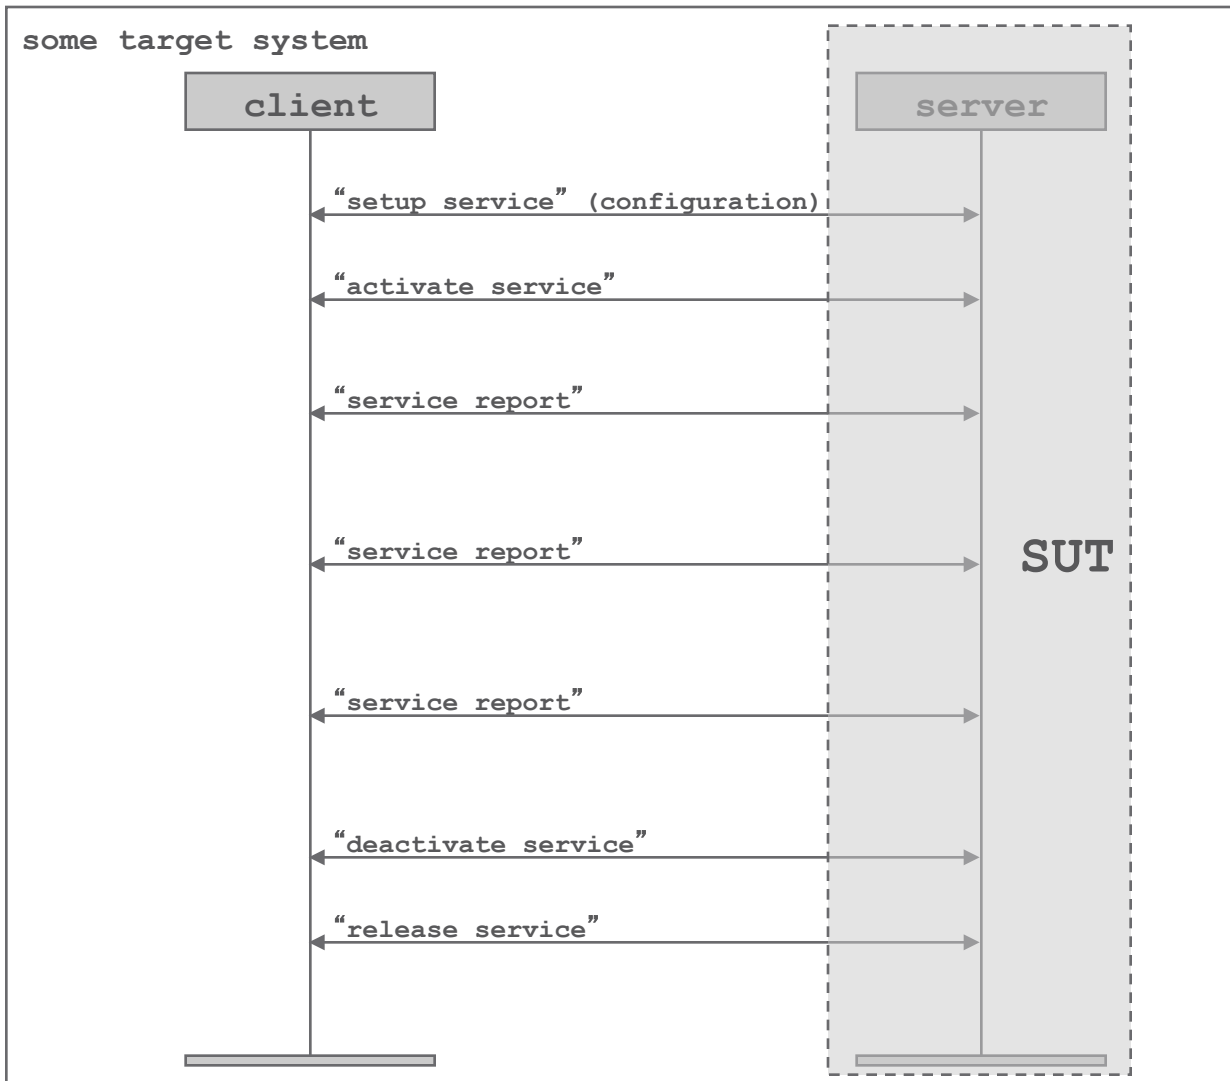 some target system
client
server
“setup service” (configuration)
“activate service”
“service report”
“service report”
SUT
“service report”
“deactivate service”
“release service”